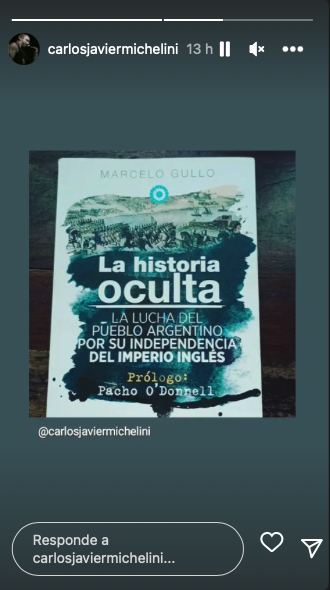 carlosjaviermichelini 13 h
MARCELO GULLO
La historia
oculta
LA LUCHA DEL
PUEBLO ARGENTINO
POR SU INDEPENDENCIA
DEL IMPERIO INGLÉS
Prólogo:
Pacho O'Donnell
@carlosjaviermichelini
Responde a
carlosjaviermichelini...